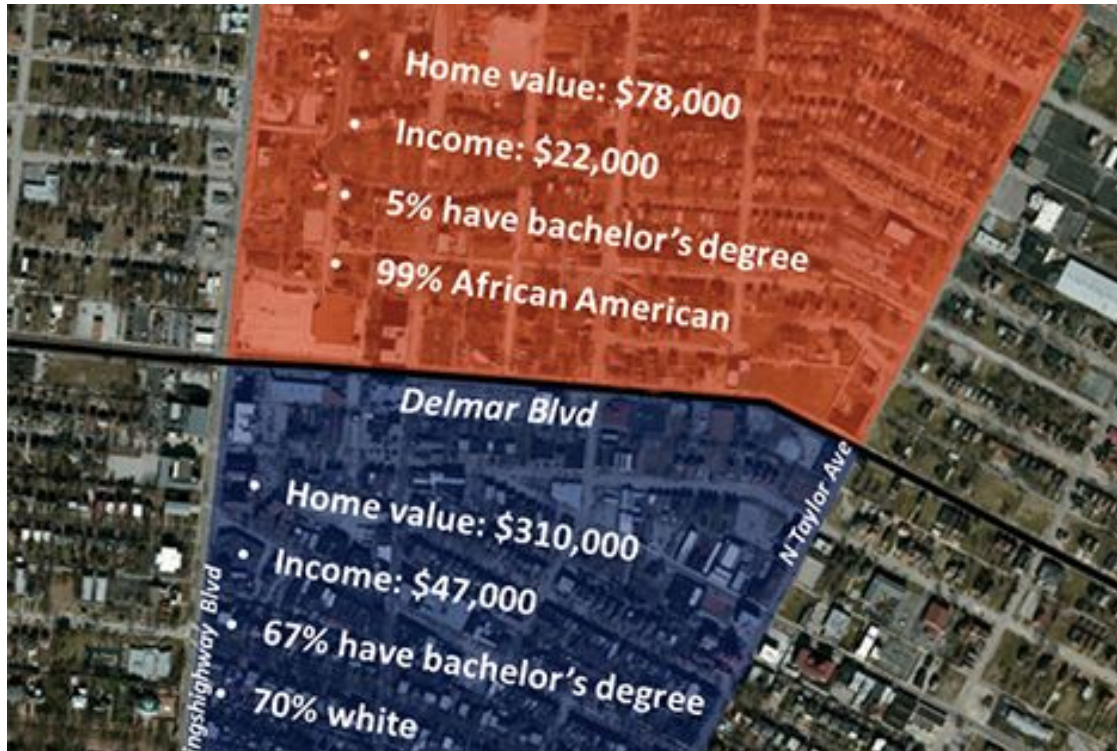 • Home value: $78,000
• Income: $22,000
• 5% have bachelor’s degree
• 99% African American
Delmar Blvd
• Home value: $310,000
• Income: $47,000
• 67% have bachelor’s degree
• 70% white
ngshighway Blvd
N Taylor Ave